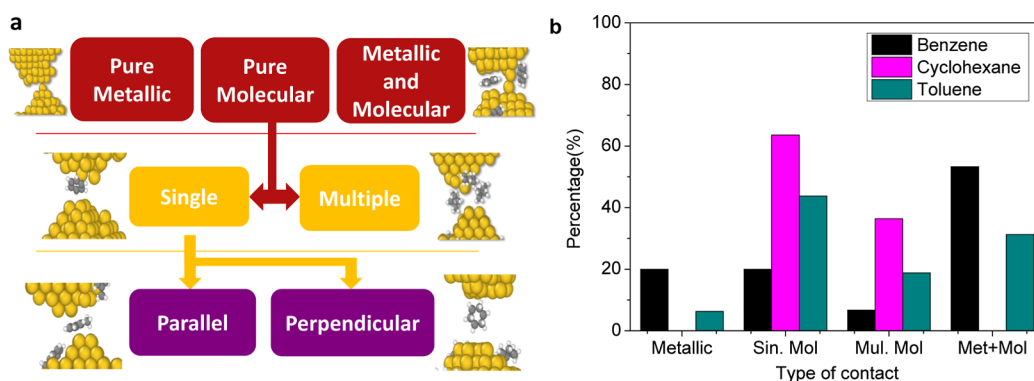 a
Pure
Metallic
Pure
Molecular
Metallic
and
Molecular
Single
Multiple
Parallel
Perpendicular
b
100
80
60
40
20
0
Percentage(%)
Benzene
Cyclohexane
Toluene
Metallic
Sin. Mol
Mul. Mol
Met+Mol
Type of contact